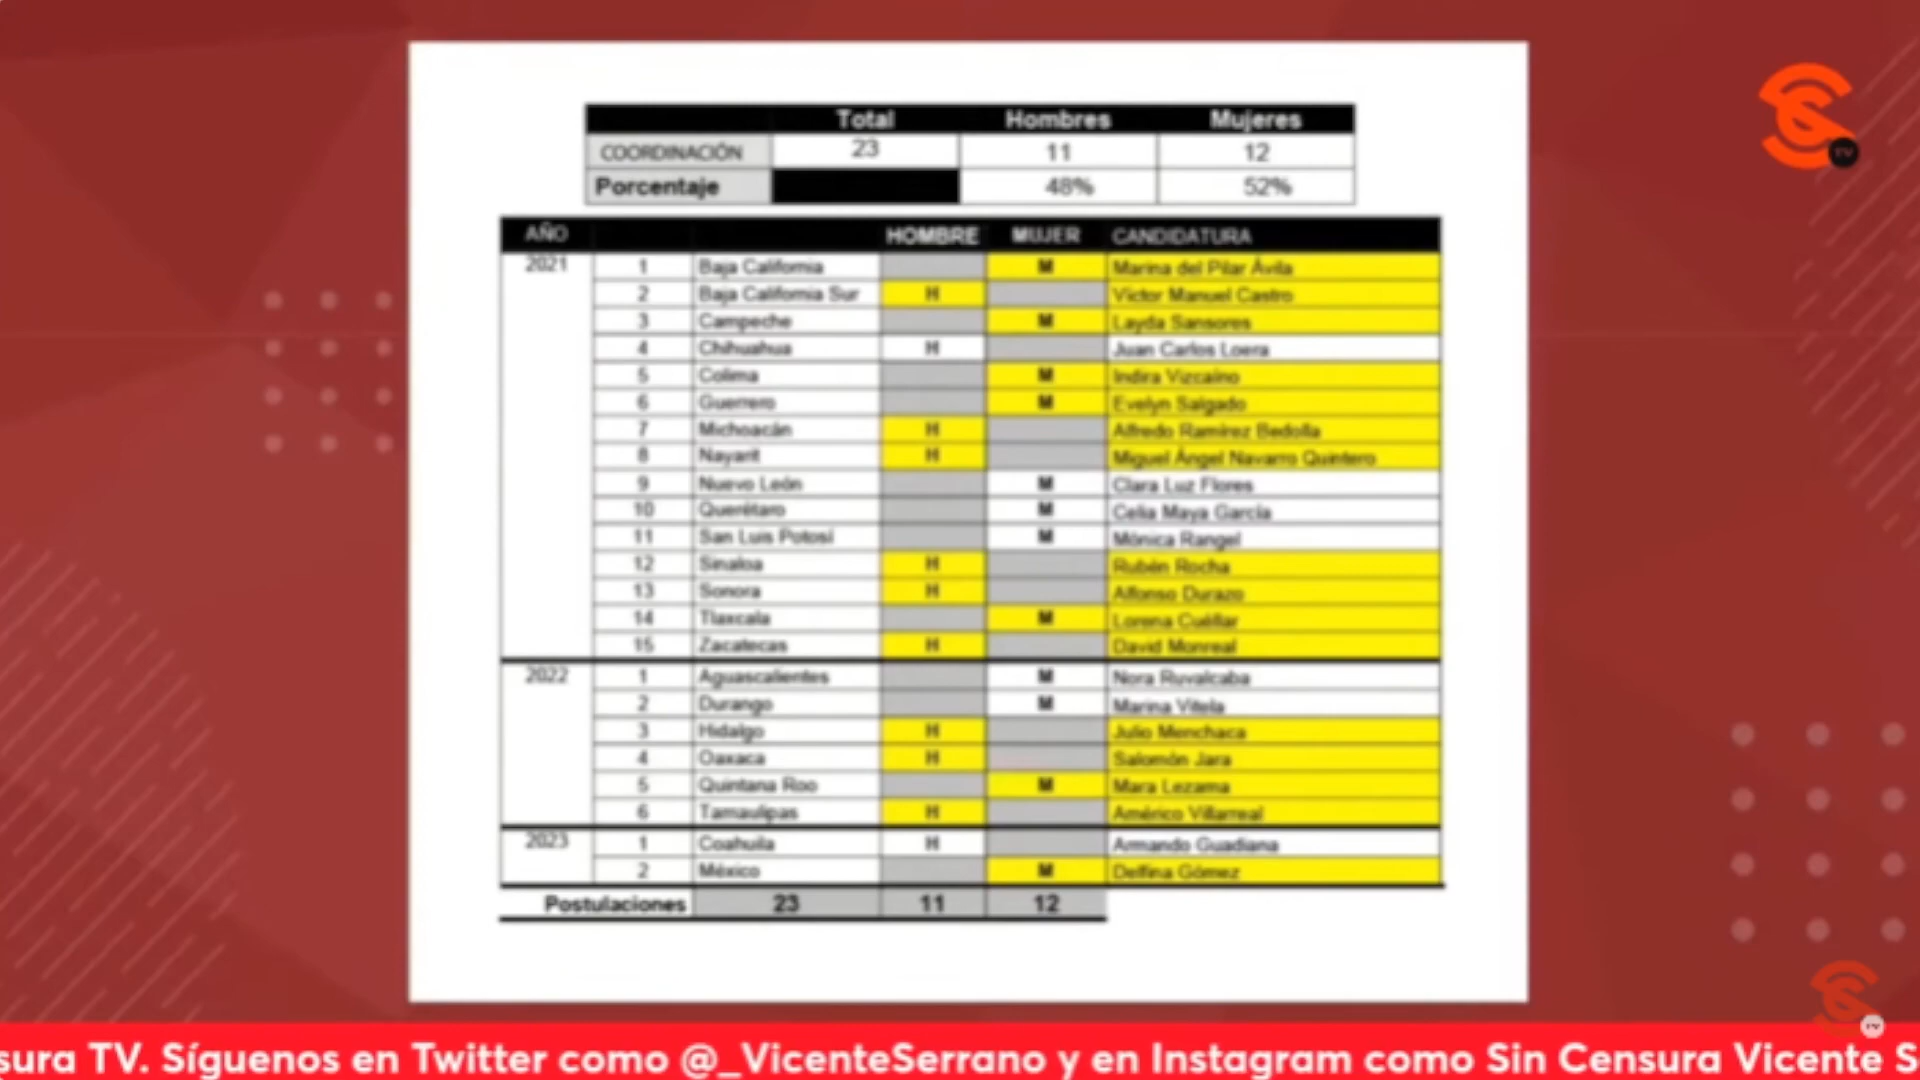 Total Hombres Mujeres
COORDINACIÓN 23 11 12
Porcentaje 48% 52%
AÑO HOMBRE MUJER CANDIDATURA
2021 1 Baja California M Marina del Pilar Ávila
2 Baja California Sur H Víctor Manuel Castro
3 Campeche M Layda Sansores
4 Chihuahua H Juan Carlos Loera
5 Colima M Indira Vizcaíno
6 Guerrero M Evelyn Salgado
7 Michoacán H Alfredo Ramírez Bedolla
8 Nayarit H Miguel Ángel Navarro Quintero
9 Nuevo León M Clara Luz Flores
10 Querétaro M Celia Maya García
11 San Luis Potosí M Mónica Rangel
12 Sinaloa H Rubén Rocha
13 Sonora H Alfonso Durazo
14 Tlaxcala M Lorena Cuéllar
15 Zacatecas H David Monreal
2022 1 Aguascalientes M Nora Ruvalcaba
2 Durango M Marina Vitela
3 Hidalgo H Julio Menchaca
4 Oaxaca H Salomón Jara
5 Quintana Roo M Mara Lezama
6 Tamaulipas H Américo Villarreal
2023 1 Coahuila H Armando Guadiana
2 México M Delfina Gómez
Postulaciones 23 11 12
TV
TV
sura TV. Síguenos en Twitter como @_VicenteSerrano y en Instagram como Sin Censura Vicente S